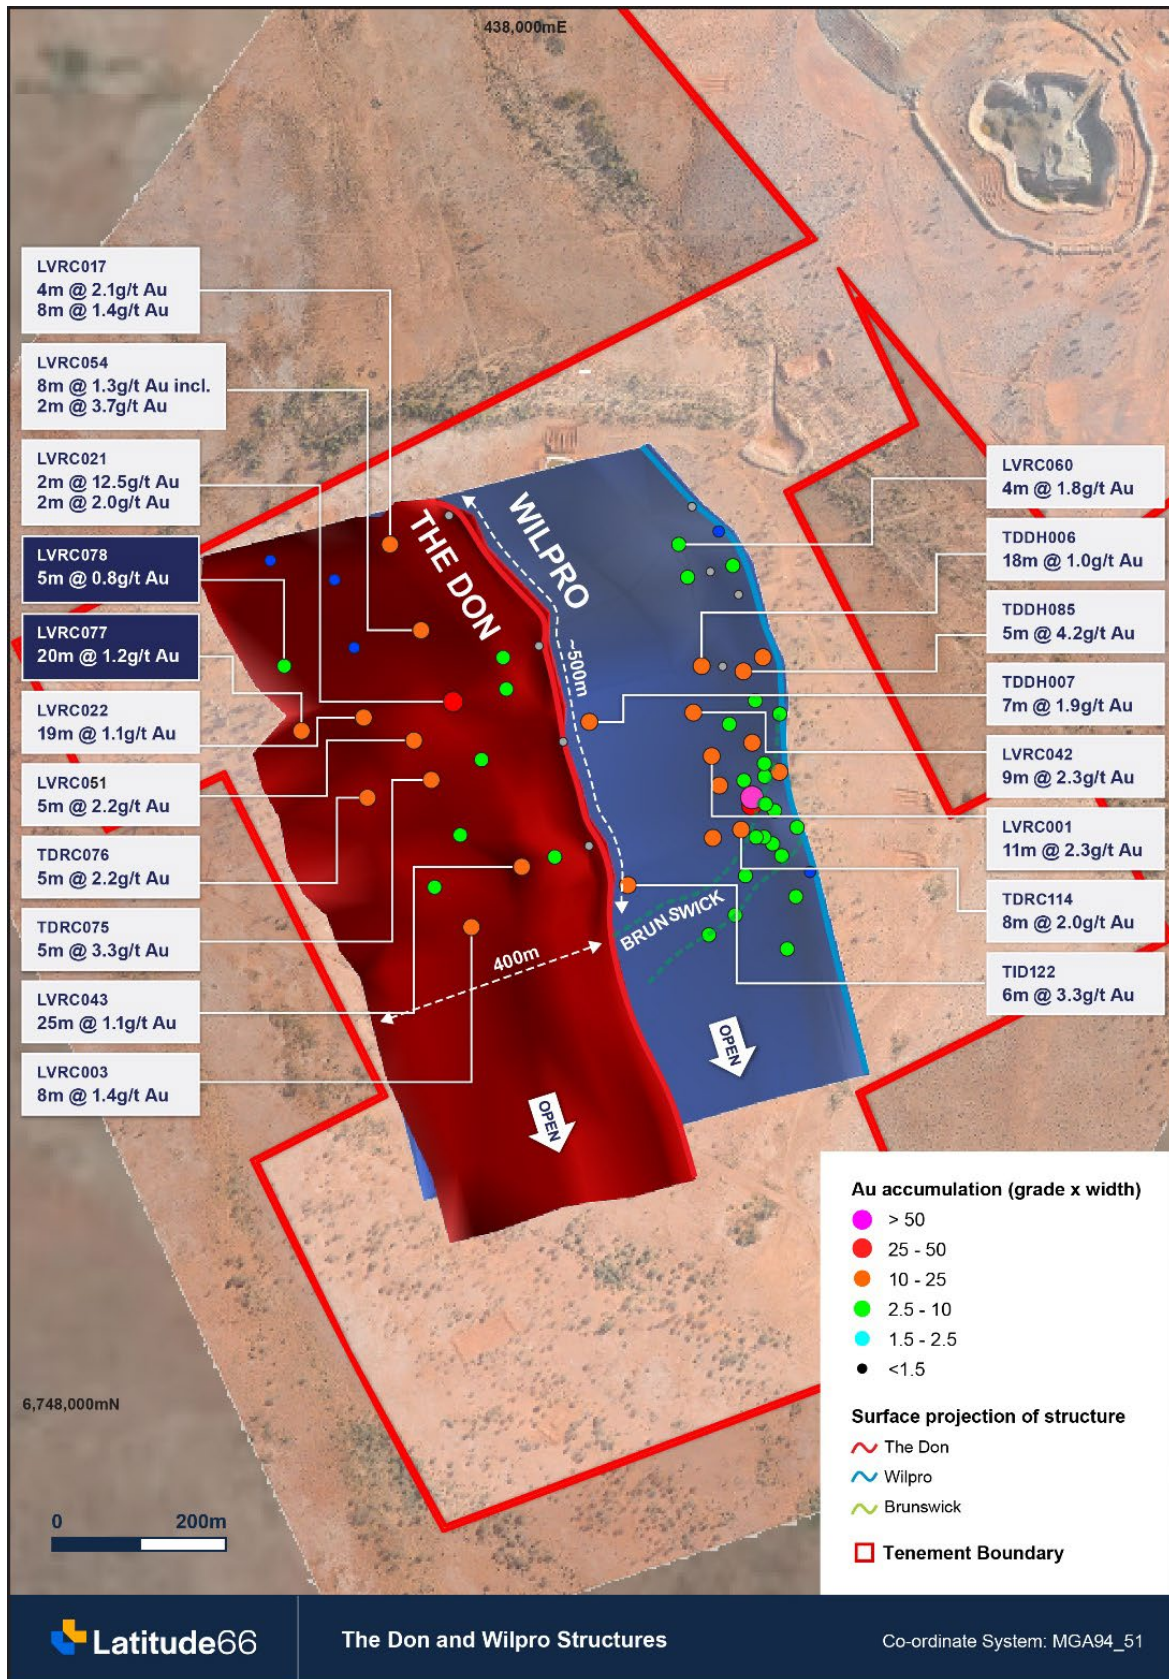 438,000mE
LVRC017
4m @ 2.1g/t Au
8m @ 1.4g/t Au
LVRC054
8m @ 1.3g/t Au incl.
2m @ 3.7g/t Au
LVRC021
2m @ 12.5g/t Au
2m @ 2.0g/t Au
LVRC078
5m @ 0.8g/t Au
LVRC077
20m @ 1.2g/t Au
LVRC022
19m @ 1.1g/t Au
LVRC051
5m @ 2.2g/t Au
TDRC076
5m @ 2.2g/t Au
TDRC075
5m @ 3.3g/t Au
LVRC043
25m @ 1.1g/t Au
LVRC003
8m @ 1.4g/t Au
THE DON
WILPRO
~500m
400m
BRUNSWICK
OPEN
OPEN
LVRC060
4m @ 1.8g/t Au
TDDH006
18m @ 1.0g/t Au
TDDH085
5m @ 4.2g/t Au
TDDH007
7m @ 1.9g/t Au
LVRC042
9m @ 2.3g/t Au
LVRC001
11m @ 2.3g/t Au
TDRC114
8m @ 2.0g/t Au
TID122
6m @ 3.3g/t Au
Au accumulation (grade x width)
> 50
25 - 50
10 - 25
2.5 - 10
1.5 - 2.5
<1.5
Surface projection of structure
The Don
Wilpro
Brunswick
Tenement Boundary
6,748,000mN
0 200m
Latitude66
The Don and Wilpro Structures
Co-ordinate System: MGA94_51